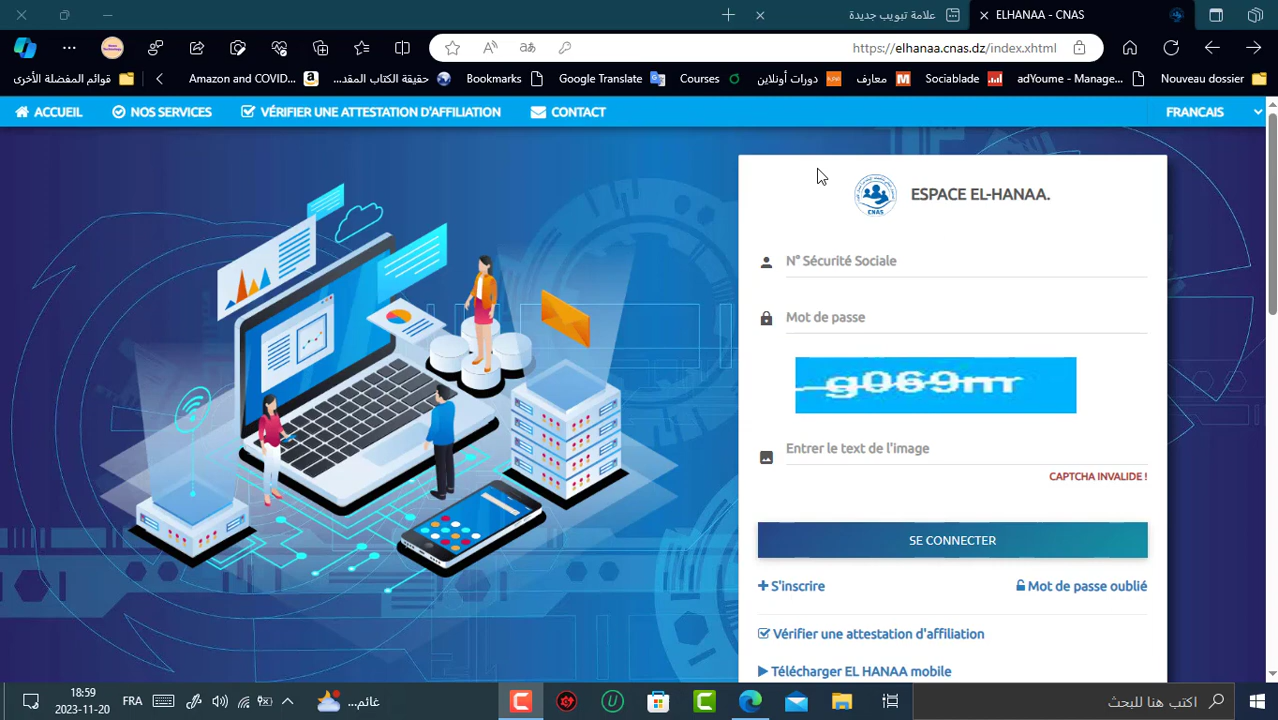 علامة تبويب جديدة
ELHANAA - CNAS
https://elhanaa.cnas.dz/index.xhtml
قوائم المفضلة الأخرى
Amazon and COVID...
حقيقة الكتاب المقد...
Bookmarks
Google Translate
Courses
دورات أونلاين
معارف
Sociablade
adYoume - Manage...
Nouveau dossier
ACCUEIL
NOS SERVICES
VÉRIFIER UNE ATTESTATION D'AFFILIATION
CONTACT
FRANCAIS
CNAS
ESPACE EL-HANAA.
N° Sécurité Sociale
Mot de passe
g069m
Entrer le text de l'image
CAPTCHA INVALIDE !
SE CONNECTER
S'inscrire
Mot de passe oublié
Vérifier une attestation d'affiliation
Télécharger EL HANAA mobile
18:59
2023-11-20
FRA
غائم...
اكتب هنا للبحث